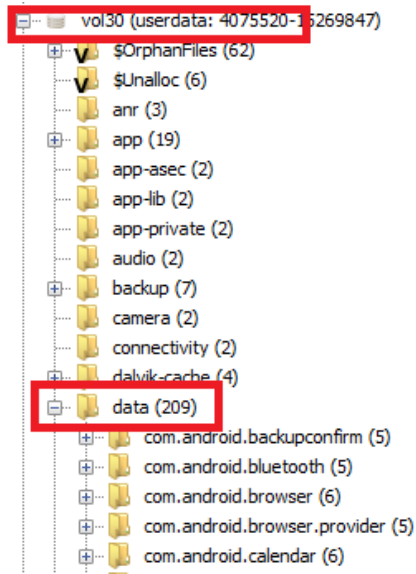 vol30 (userdata: 4075520-15269847)
$OrphanFiles (62)
$Unalloc (6)
anr (3)
app (19)
app-asec (2)
app-lib (2)
app-private (2)
audio (2)
backup (7)
camera (2)
connectivity (2)
dalvik-cache (4)
data (209)
com.android.backupconfirm (5)
com.android.bluetooth (5)
com.android.browser (6)
com.android.browser.provider (5)
com.android.calendar (6)